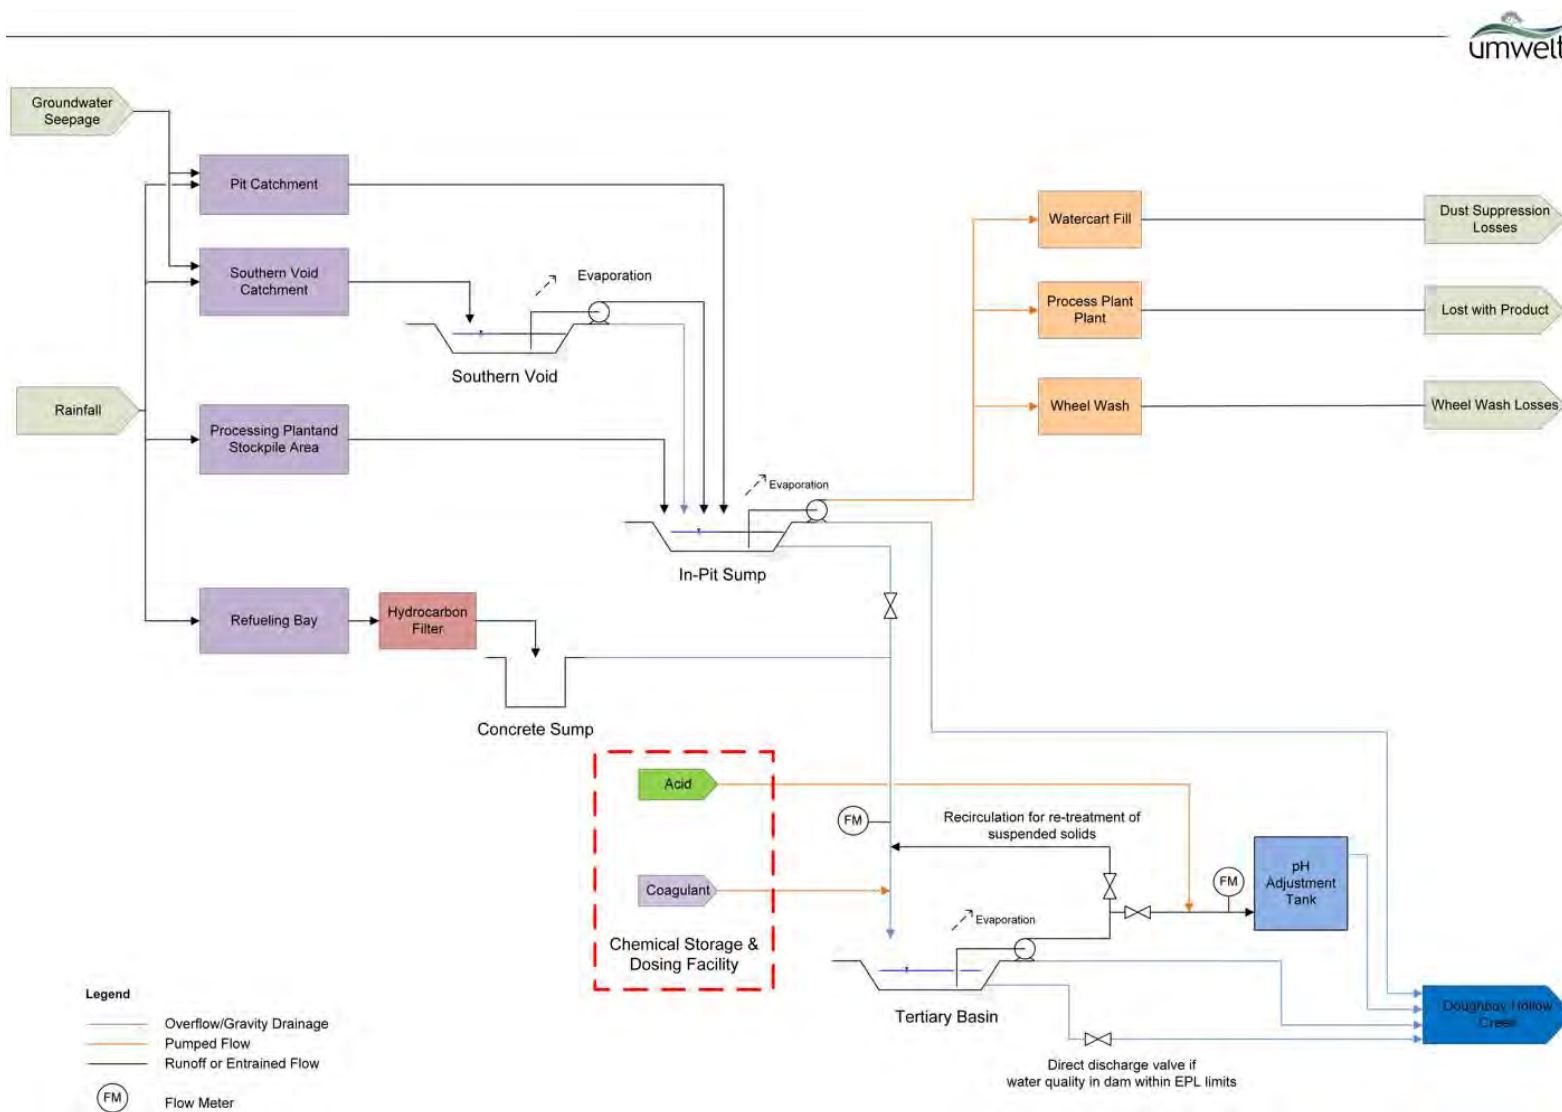 umwelt
Groundwater
Seepage
Pit Catchment
Watercart Fill
Dust Suppression
Losses
Southern Void
Catchment
Evaporation
Process Plant
Plant
Lost with Product
Southern Void
Rainfall
Processing Plantand
Stockpile Area
Wheel Wash
Wheel Wash Losses
Evaporation
In-Pit Sump
Refueling Bay
Hydrocarbon
Filter
Concrete Sump
Acid
FM
Recirculation for re-treatment of
suspended solids
pH
Adjustment
Tank
FM
Coagulant
Evaporation
Chemical Storage &
Dosing Facility
Tertiary Basin
Doughboy Hollow
Creek
Direct discharge valve if
water quality in dam within EPL limits
Legend
Overflow/Gravity Drainage
Pumped Flow
Runoff or Entrained Flow
FM
Flow Meter